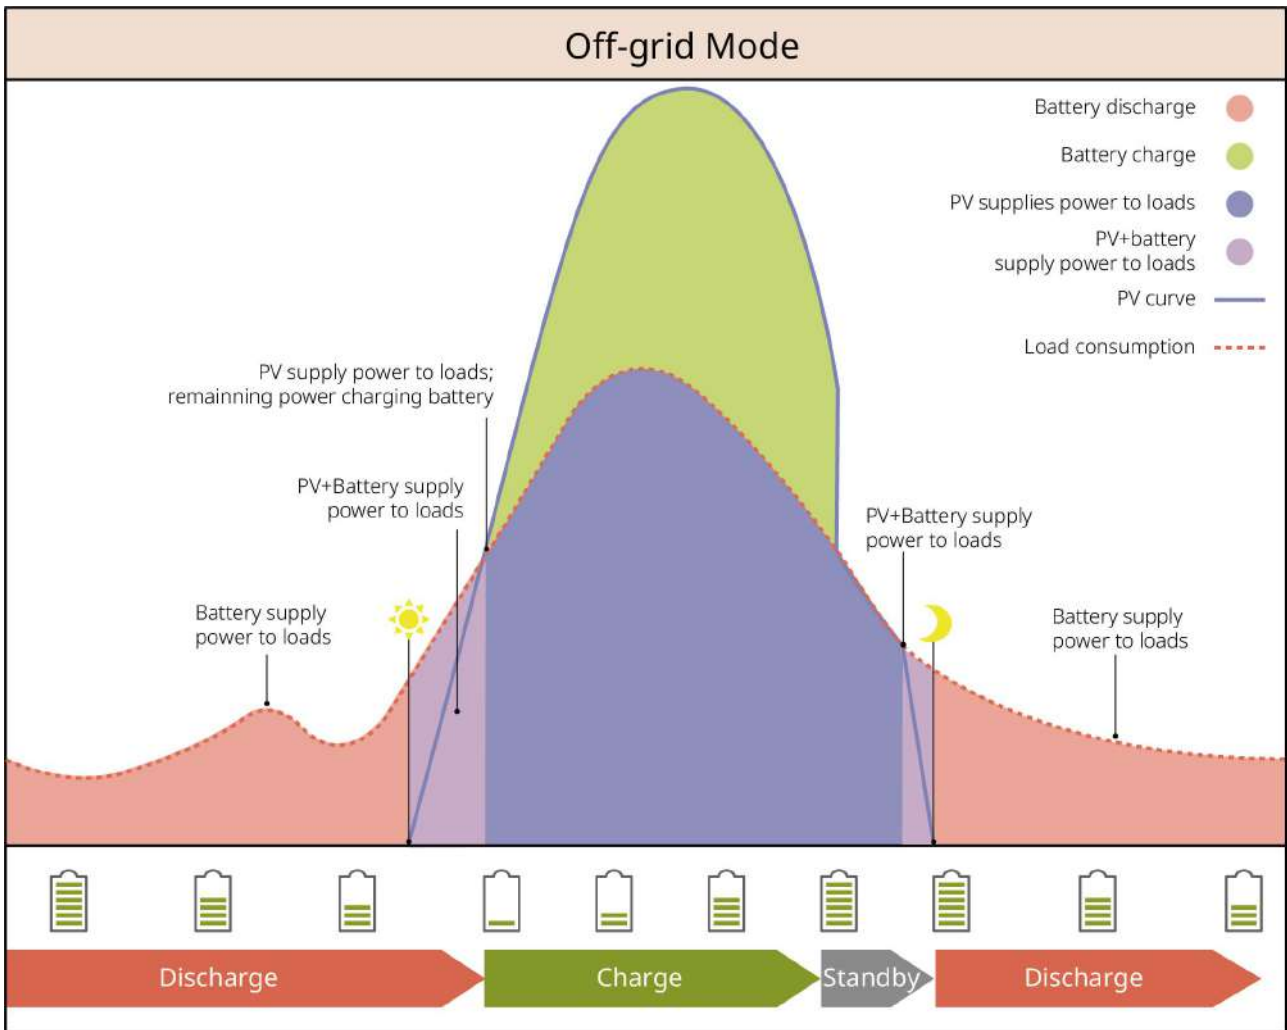 Off-grid Mode
Battery discharge
Battery charge
PV supplies power to loads
PV+battery
supply power to loads
PV curve
Load consumption
PV supply power to loads;
remainning power charging battery
PV+Battery supply
power to loads
PV+Battery supply
power to loads
Battery supply
power to loads
Battery supply
power to loads
Discharge
Charge
Standby
Discharge